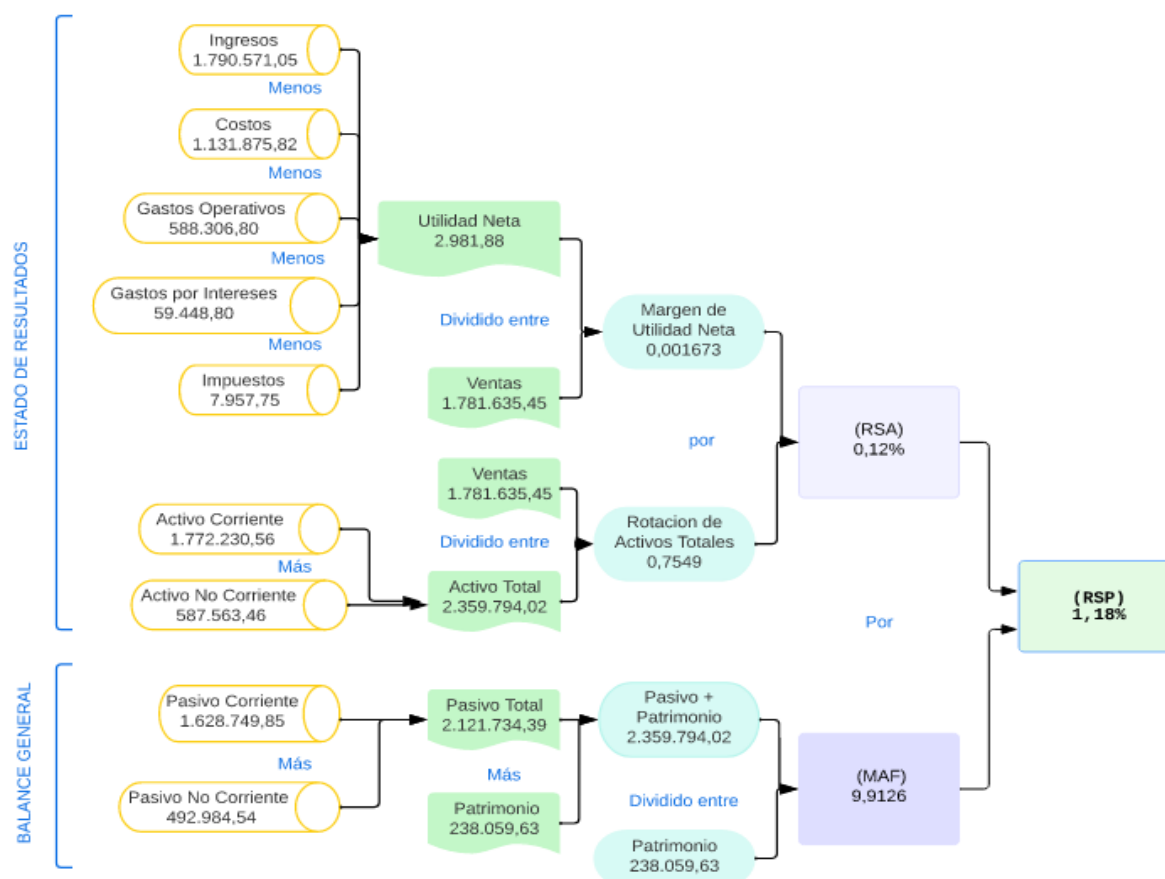 ESTADO DE RESULTADOS
Ingresos
1.790.571,05
Menos
Costos
1.131.875,82
Menos
Gastos Operativos
588.306,80
Menos
Gastos por Intereses
59.448,80
Menos
Impuestos
7.957,75
Utilidad Neta
2.981,88
Dividido entre
Ventas
1.781.635,45
Margen de
Utilidad Neta
0,001673
por
(RSA)
0,12%
Ventas
1.781.635,45
Dividido entre
Activo Corriente
1.772.230,56
Más
Activo No Corriente
587.563,46
Activo Total
2.359.794,02
Rotacion de
Activos Totales
0,7549
Por
(RSP)
1,18%
BALANCE GENERAL
Pasivo Corriente
1.628.749,85
Más
Pasivo No Corriente
492.984,54
Pasivo Total
2.121.734,39
Más
Patrimonio
238.059,63
Pasivo +
Patrimonio
2.359.794,02
Dividido entre
Patrimonio
238.059,63
(MAF)
9,9126